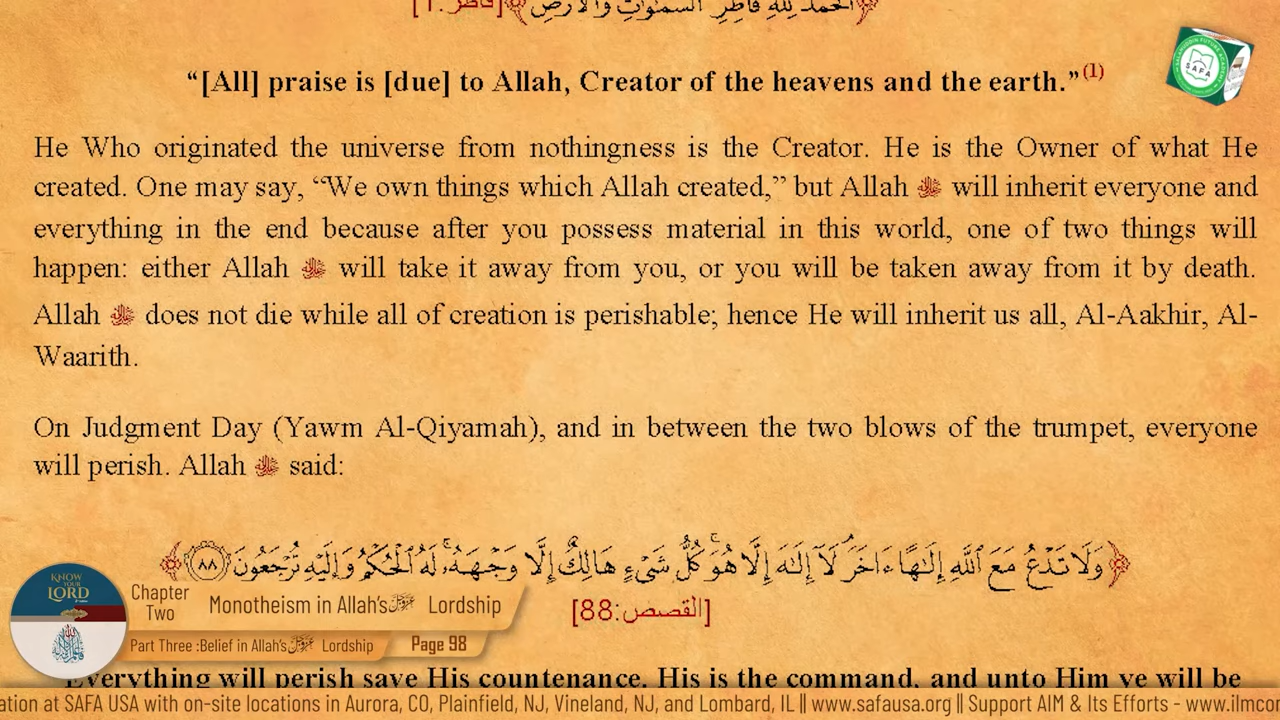 ﴿الْحَمْدُ لِلَّهِ فَاطِرِ السَّمَاوَاتِ وَالْأَرْضِ﴾ [فاطر:1]
“[All] praise is [due] to Allah, Creator of the heavens and the earth.”(1)
SAFA
He Who originated the universe from nothingness is the Creator. He is the Owner of what He
created. One may say, “We own things which Allah created,” but Allah ﷻ will inherit everyone and
everything in the end because after you possess material in this world, one of two things will
happen: either Allah ﷻ will take it away from you, or you will be taken away from it by death.
Allah ﷻ does not die while all of creation is perishable; hence He will inherit us all, Al-Aakhir, Al-
Waarith.
On Judgment Day (Yawm Al-Qiyamah), and in between the two blows of the trumpet, everyone
will perish. Allah ﷻ said:
﴿وَلَا تَدْعُ مَعَ اللَّهِ إِلَٰهًا ءَاخَرَ ۘ لَآ إِلَٰهَ إِلَّا هُوَ ۚ كُلُّ شَىْءٍ هَالِكٌ إِلَّا وَجْهَهُۥ ۚ لَهُ ٱلْحُكْمُ وَإِلَيْهِ تُرْجَعُونَ ٨٨﴾
[القصص:88]
KNOW
YOUR
LORD
Chapter
Two
Monotheism in Allah’s Lordship
Part Three :Belief in Allah’s Lordship
Page 98
Everything will perish save His countenance. His is the command, and unto Him ye will be
ation at SAFA USA with on-site locations in Aurora, CO, Plainfield, NJ, Vineland, NJ, and Lombard, IL || www.safausa.org || Support AIM & Its Efforts - www.ilmcor